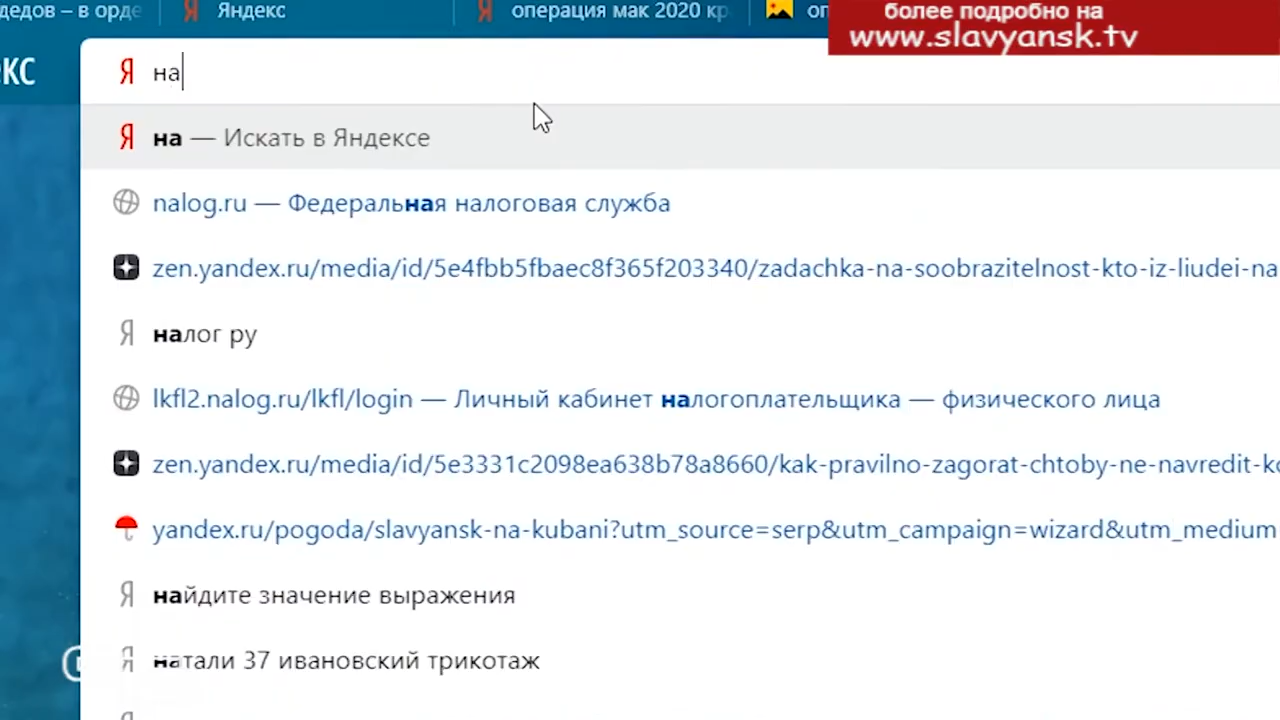 дедов – в орде
Яндекс
операция мак 2020 кр
оп
более подробно на
www.slavyansk.tv
кс
Я на
Я на — Искать в Яндексе
nalog.ru — Федеральная налоговая служба
zen.yandex.ru/media/id/5e4fbb5fbaec8f365f203340/zadachka-na-soobrazitelnost-kto-iz-liudei-na
Я налог ру
lkfl2.nalog.ru/lkfl/login — Личный кабинет налогоплательщика — физического лица
zen.yandex.ru/media/id/5e3331c2098ea638b78a8660/kak-pravilno-zagorat-chtoby-ne-navredit-ko
yandex.ru/pogoda/slavyansk-na-kubani?utm_source=serp&utm_campaign=wizard&utm_medium
Я найдите значение выражения
Я натали 37 ивановский трикотаж